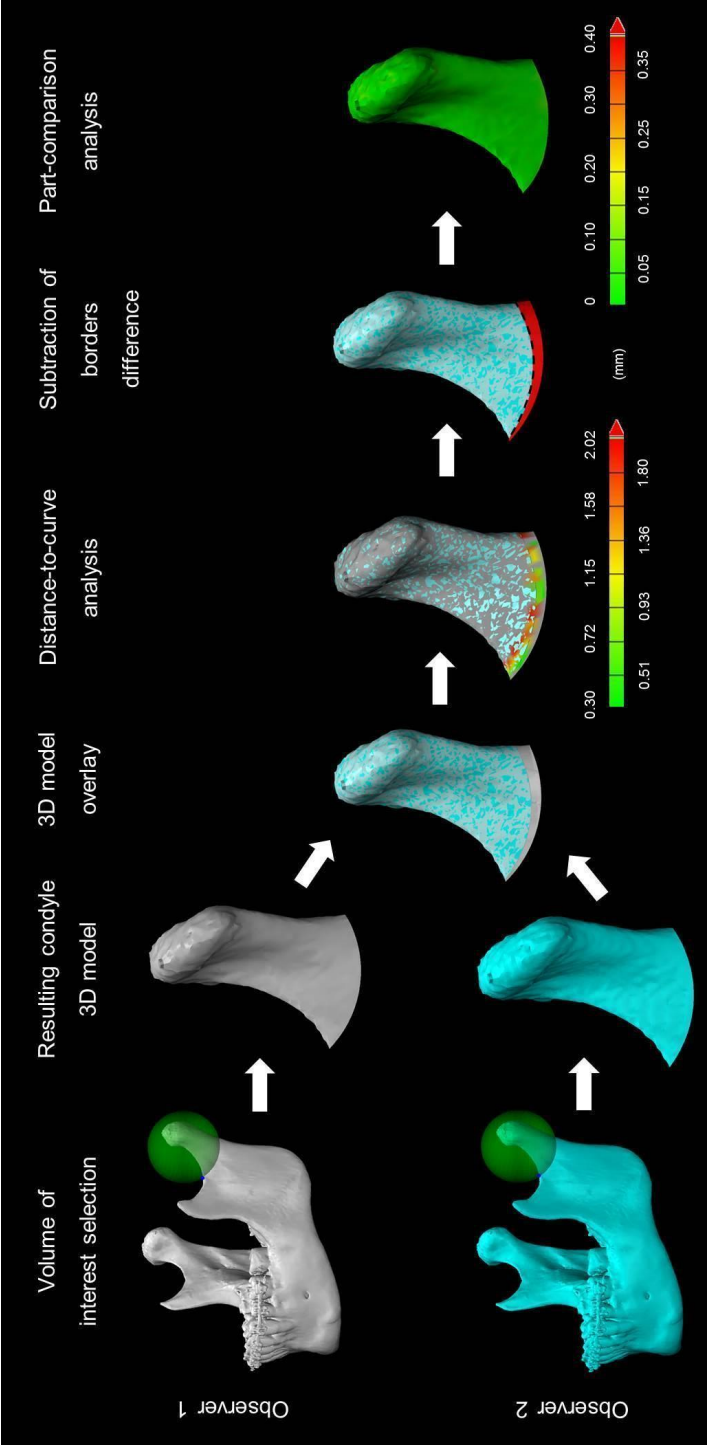 Volume of
interest selection
Resulting condyle
3D model
3D model
overlay
Distance-to-curve
analysis
Subtraction of
borders
difference
Part-comparison
analysis
Observer 1
Observer 2
0.30 0.72 1.15 1.58 2.02
0.51 0.93 1.36 1.80
(mm)
0 0.10 0.20 0.30 0.40
0.05 0.15 0.25 0.35